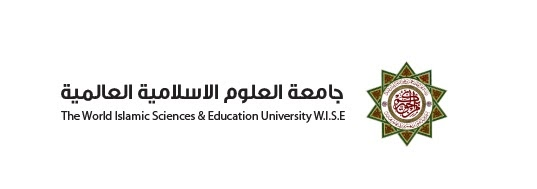 جامعة العلوم الاسلامية العالمية
The World Islamic Sciences & Education University W.I.S.E